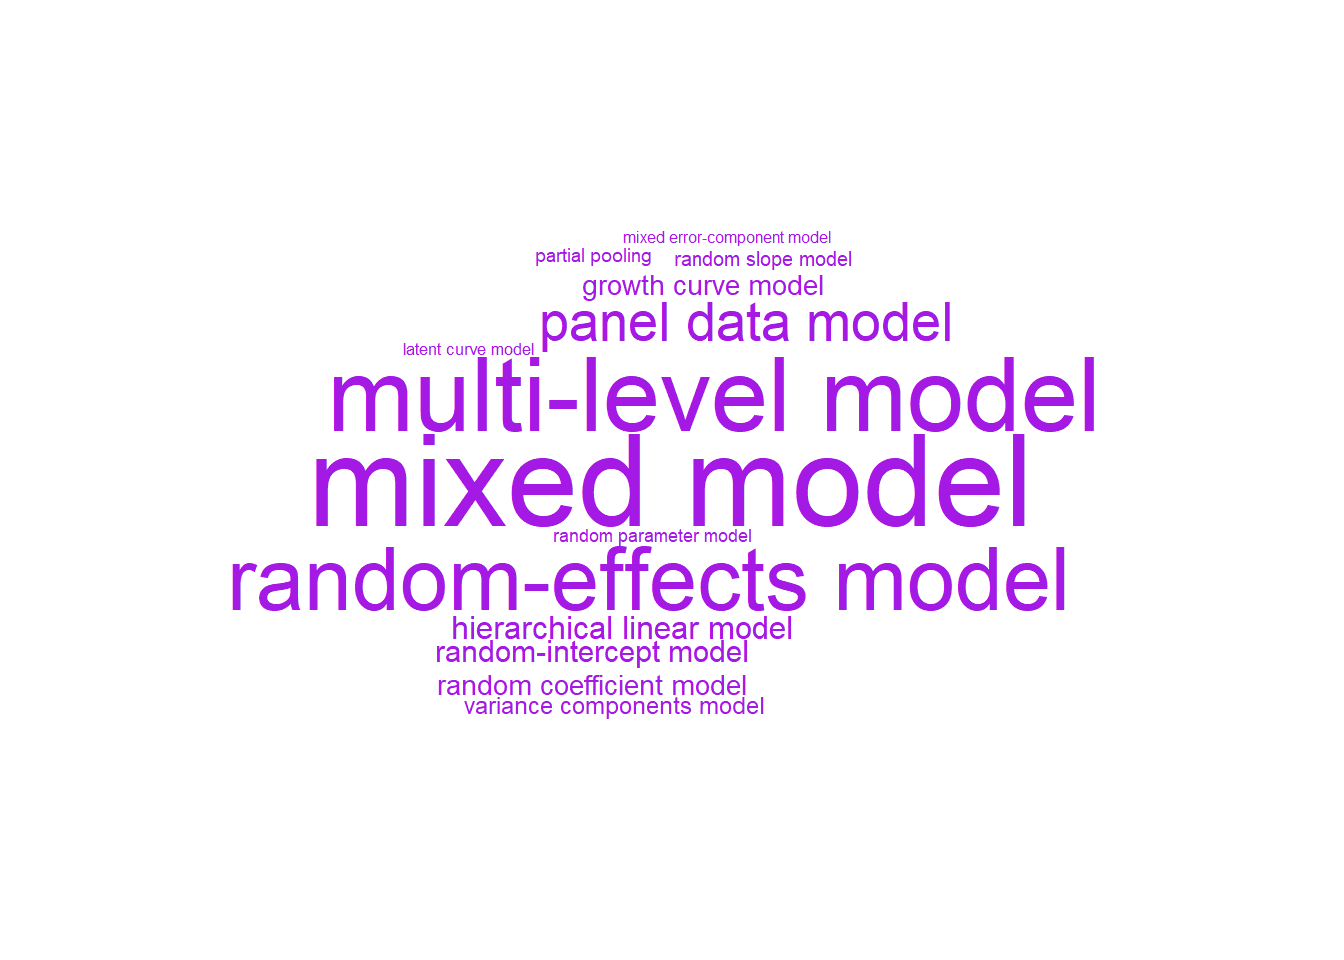 mixed error-component model
partial pooling random slope model
growth curve model
panel data model
latent curve model
multi-level model
mixed model
random parameter model
random-effects model
hierarchical linear model
random-intercept model
random coefficient model
variance components model